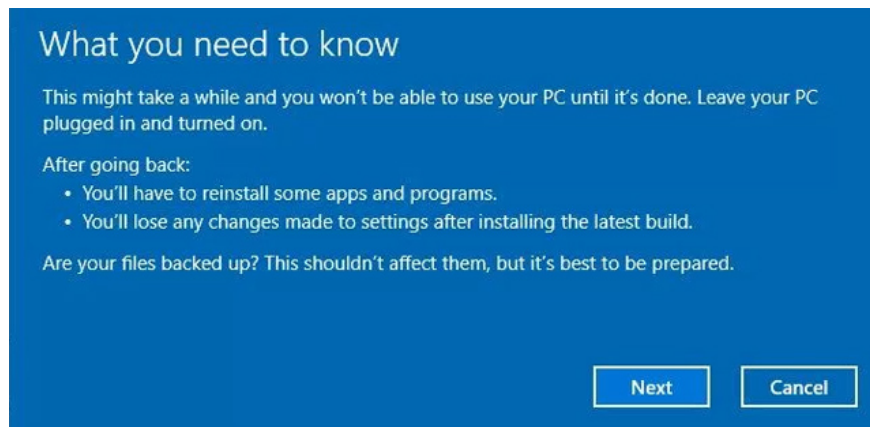 What you need to know
This might take a while and you won't be able to use your PC until it's done. Leave your PC
plugged in and turned on.
After going back:
• You'll have to reinstall some apps and programs.
• You'll lose any changes made to settings after installing the latest build.
Are your files backed up? This shouldn't affect them, but it's best to be prepared.
Next Cancel